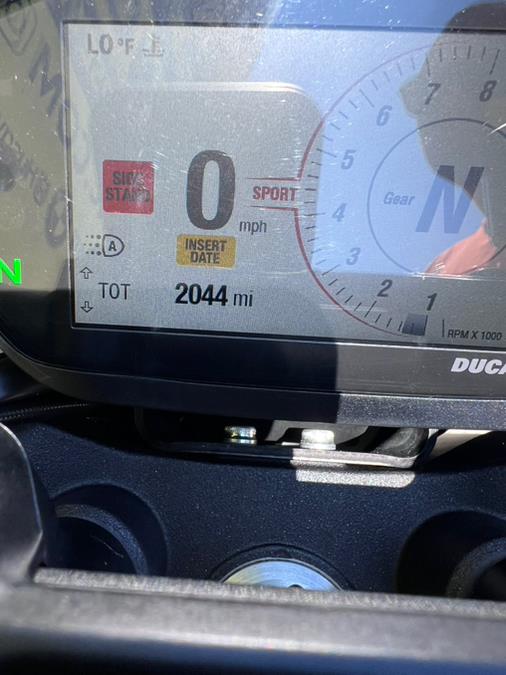 LO °F
8
7
6
5
4
3
2
1
SIDE
STAND
0
mph
SPORT
Gear N
A
INSERT
DATE
N
TOT 2044 mi
RPM X 1000
DUCA